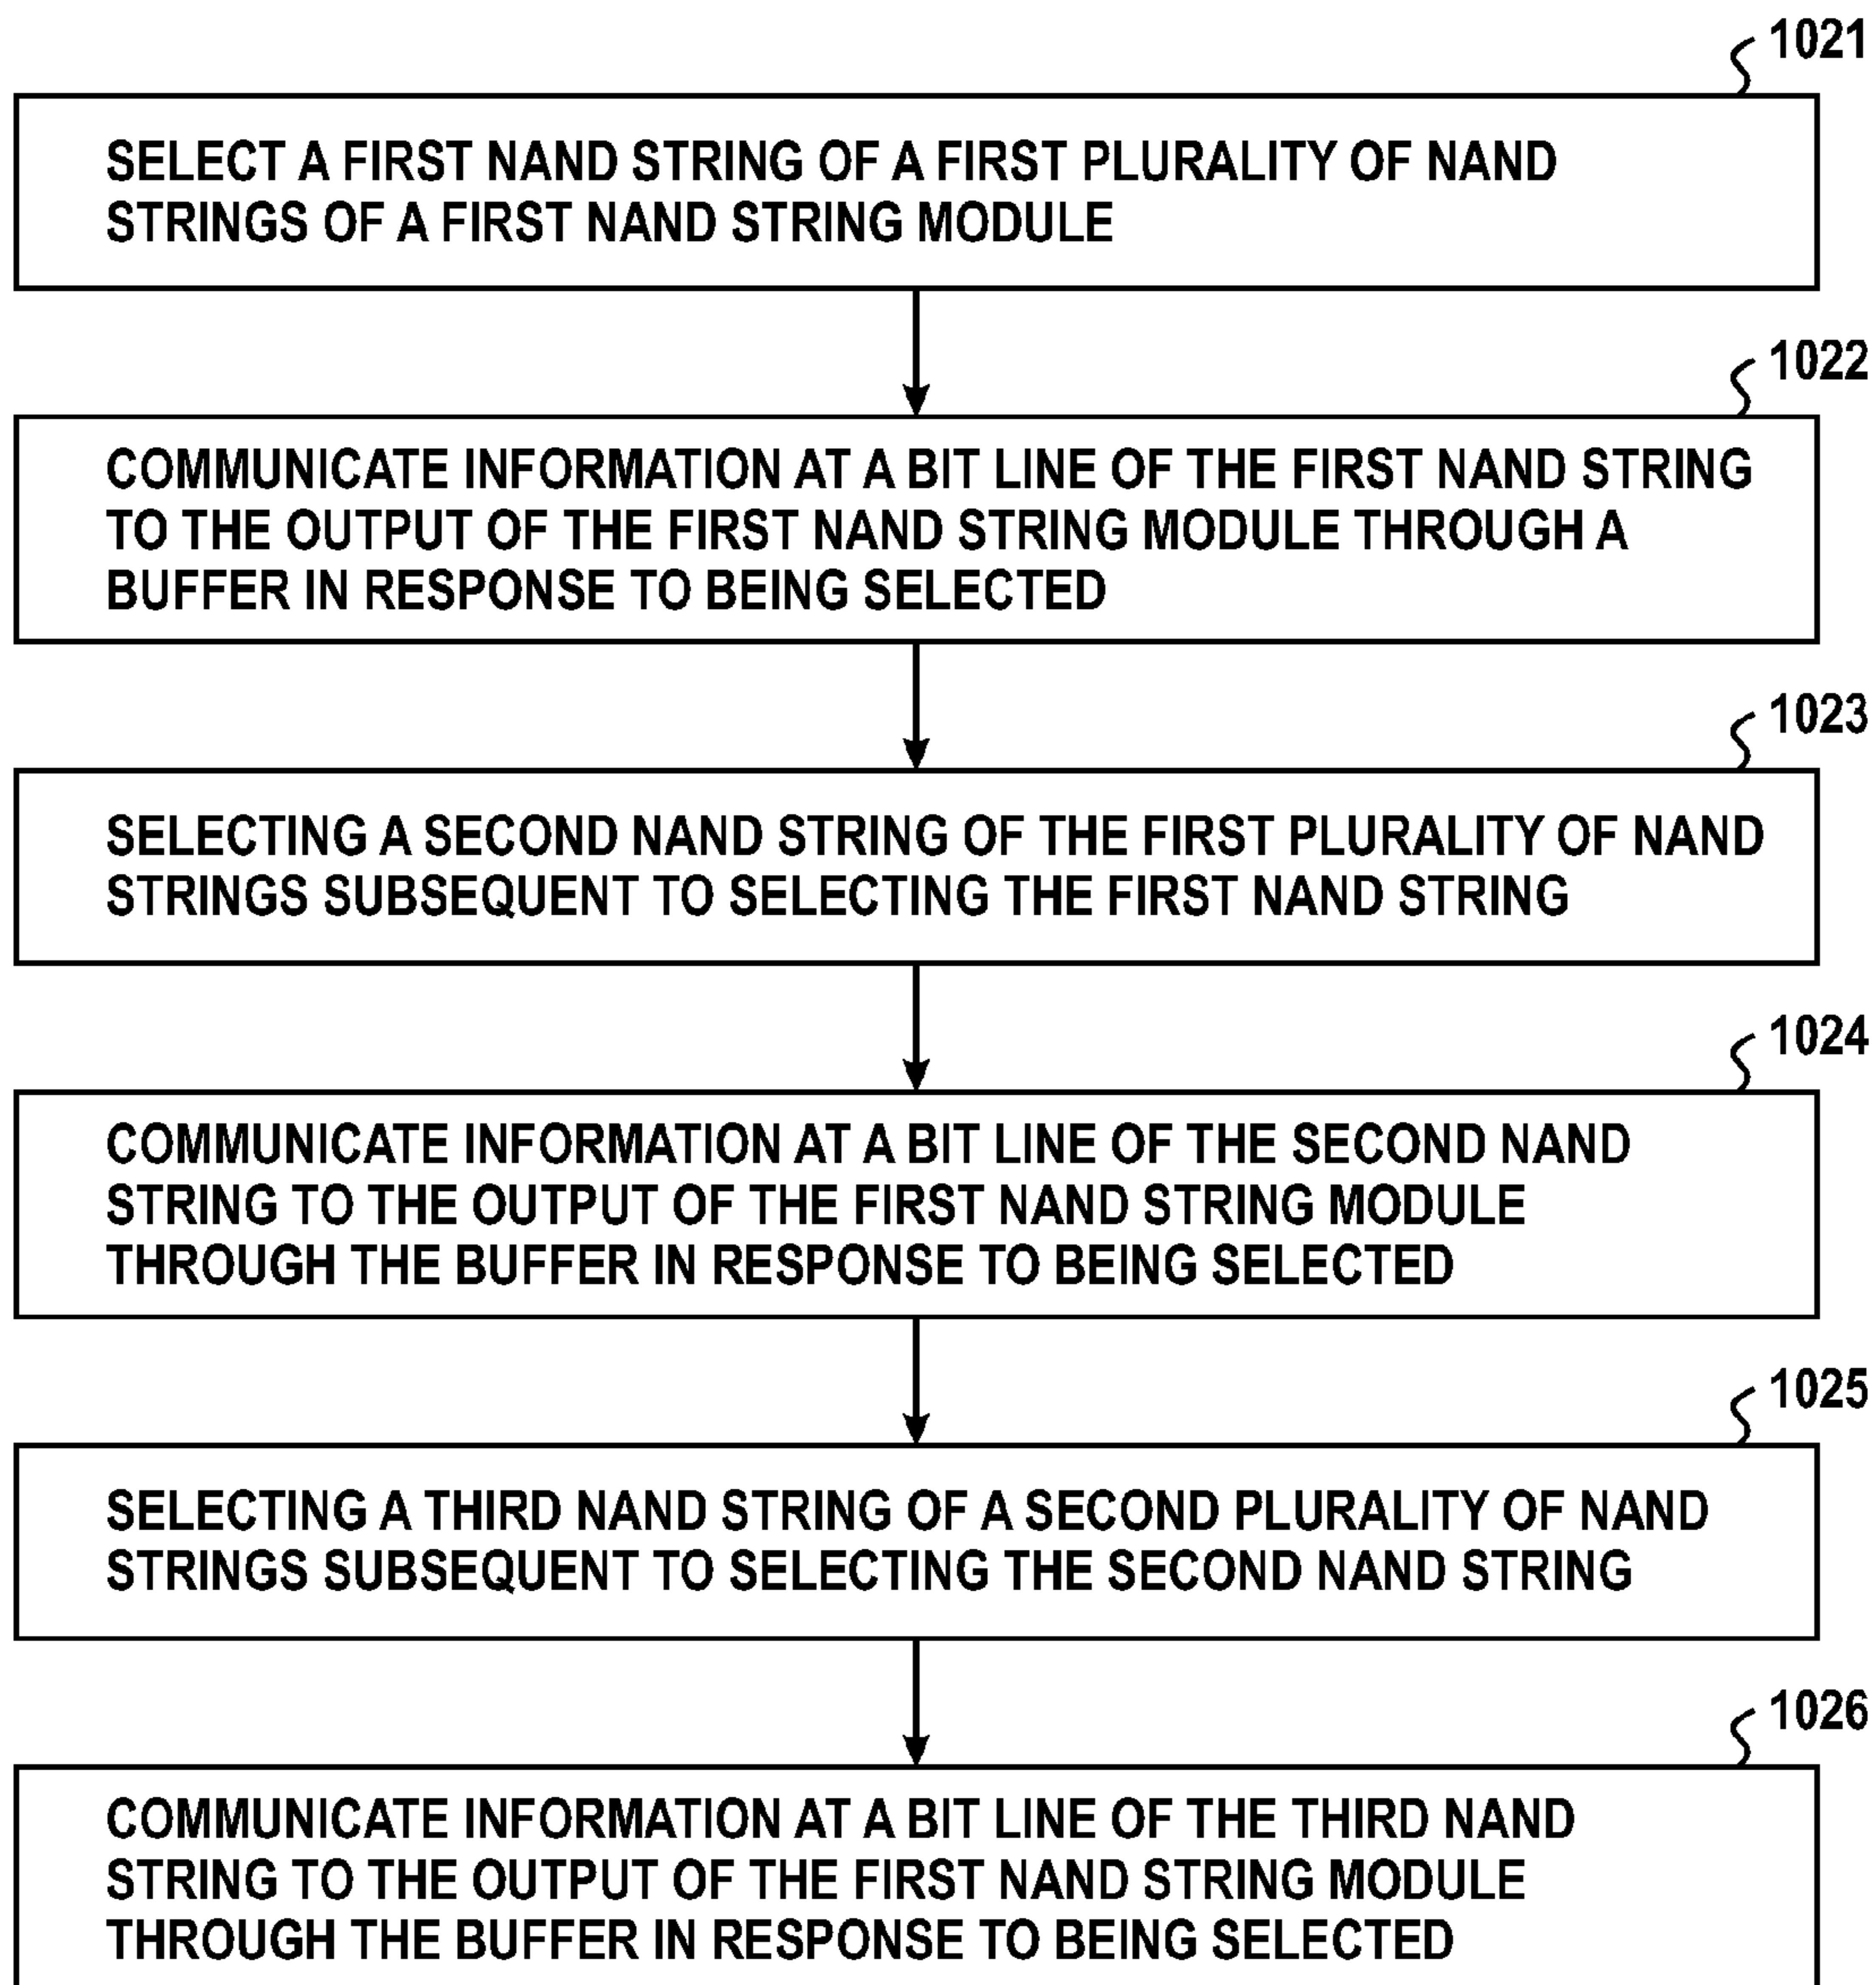 1021
SELECT A FIRST NAND STRING OF A FIRST PLURALITY OF NAND
STRINGS OF A FIRST NAND STRING MODULE
1022
COMMUNICATE INFORMATION AT A BIT LINE OF THE FIRST NAND STRING
TO THE OUTPUT OF THE FIRST NAND STRING MODULE THROUGH A
BUFFER IN RESPONSE TO BEING SELECTED
1023
SELECTING A SECOND NAND STRING OF THE FIRST PLURALITY OF NAND
STRINGS SUBSEQUENT TO SELECTING THE FIRST NAND STRING
1024
COMMUNICATE INFORMATION AT A BIT LINE OF THE SECOND NAND
STRING TO THE OUTPUT OF THE FIRST NAND STRING MODULE
THROUGH THE BUFFER IN RESPONSE TO BEING SELECTED
1025
SELECTING A THIRD NAND STRING OF A SECOND PLURALITY OF NAND
STRINGS SUBSEQUENT TO SELECTING THE SECOND NAND STRING
1026
COMMUNICATE INFORMATION AT A BIT LINE OF THE THIRD NAND
STRING TO THE OUTPUT OF THE FIRST NAND STRING MODULE
THROUGH THE BUFFER IN RESPONSE TO BEING SELECTED